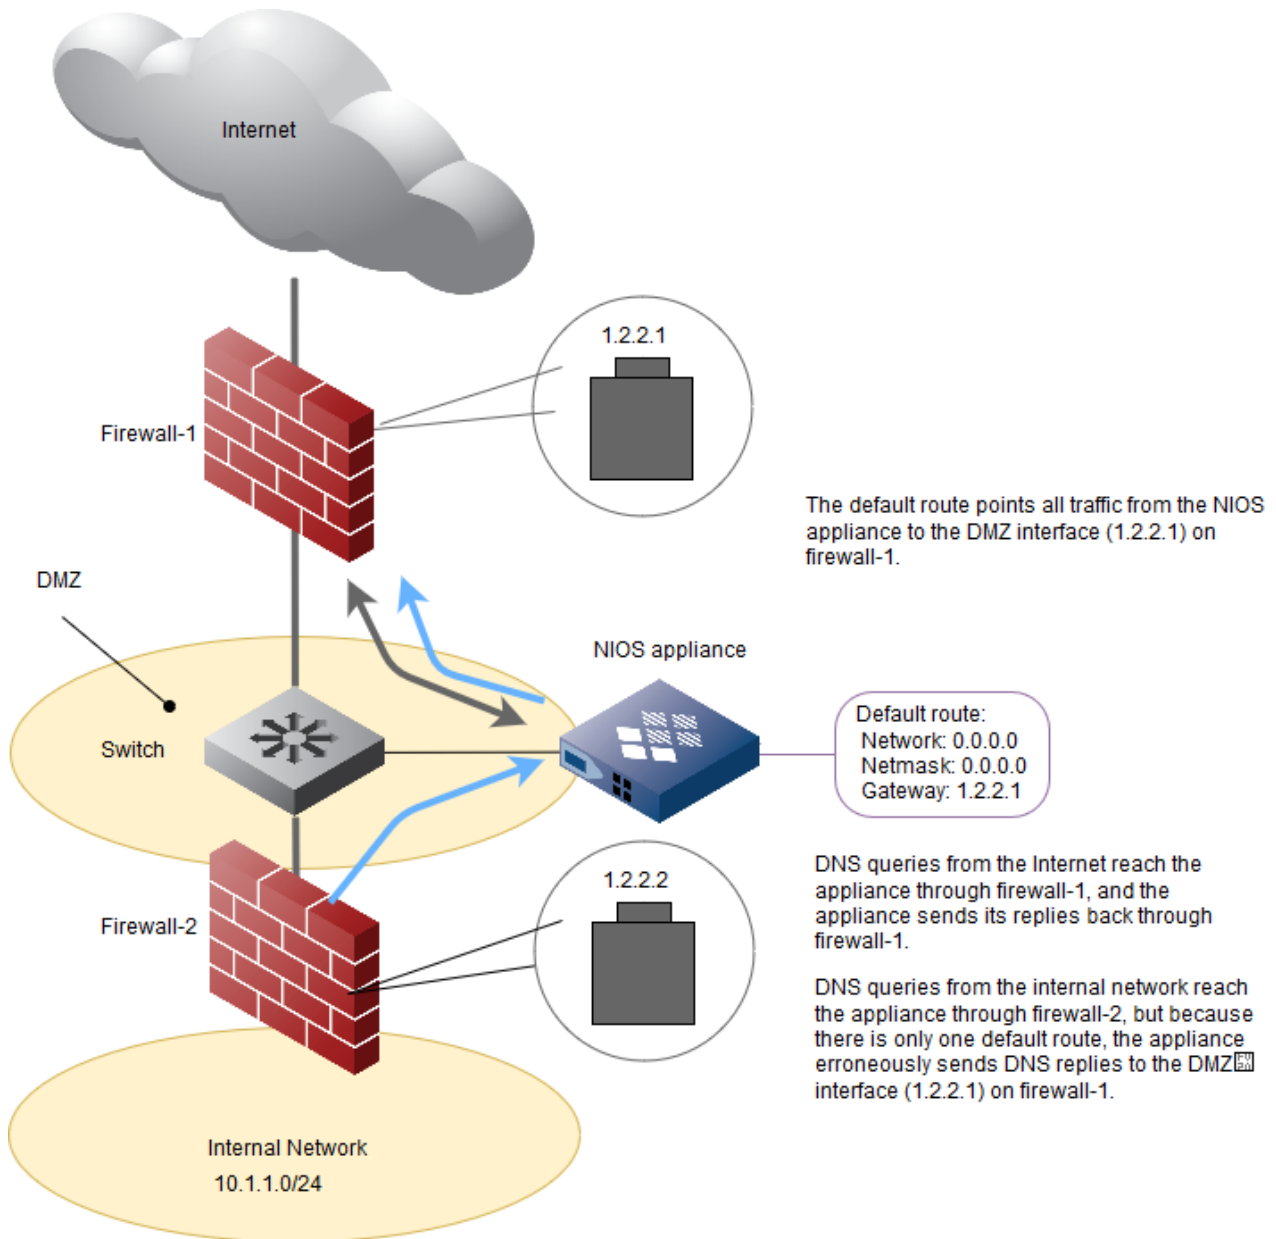 Internet
1.2.2.1
Firewall-1
The default route points all traffic from the NIOS
appliance to the DMZ interface (1.2.2.1) on
firewall-1.
DMZ
NIOS appliance
Default route:
Network: 0.0.0.0
Netmask: 0.0.0.0
Gateway: 1.2.2.1
Switch
DNS queries from the Internet reach the
appliance through firewall-1, and the
appliance sends its replies back through
firewall-1.
1.2.2.2
Firewall-2
DNS queries from the internal network reach
the appliance through firewall-2, but because
there is only one default route, the appliance
erroneously sends DNS replies to the DMZ
interface (1.2.2.1) on firewall-1.
Internal Network
10.1.1.0/24